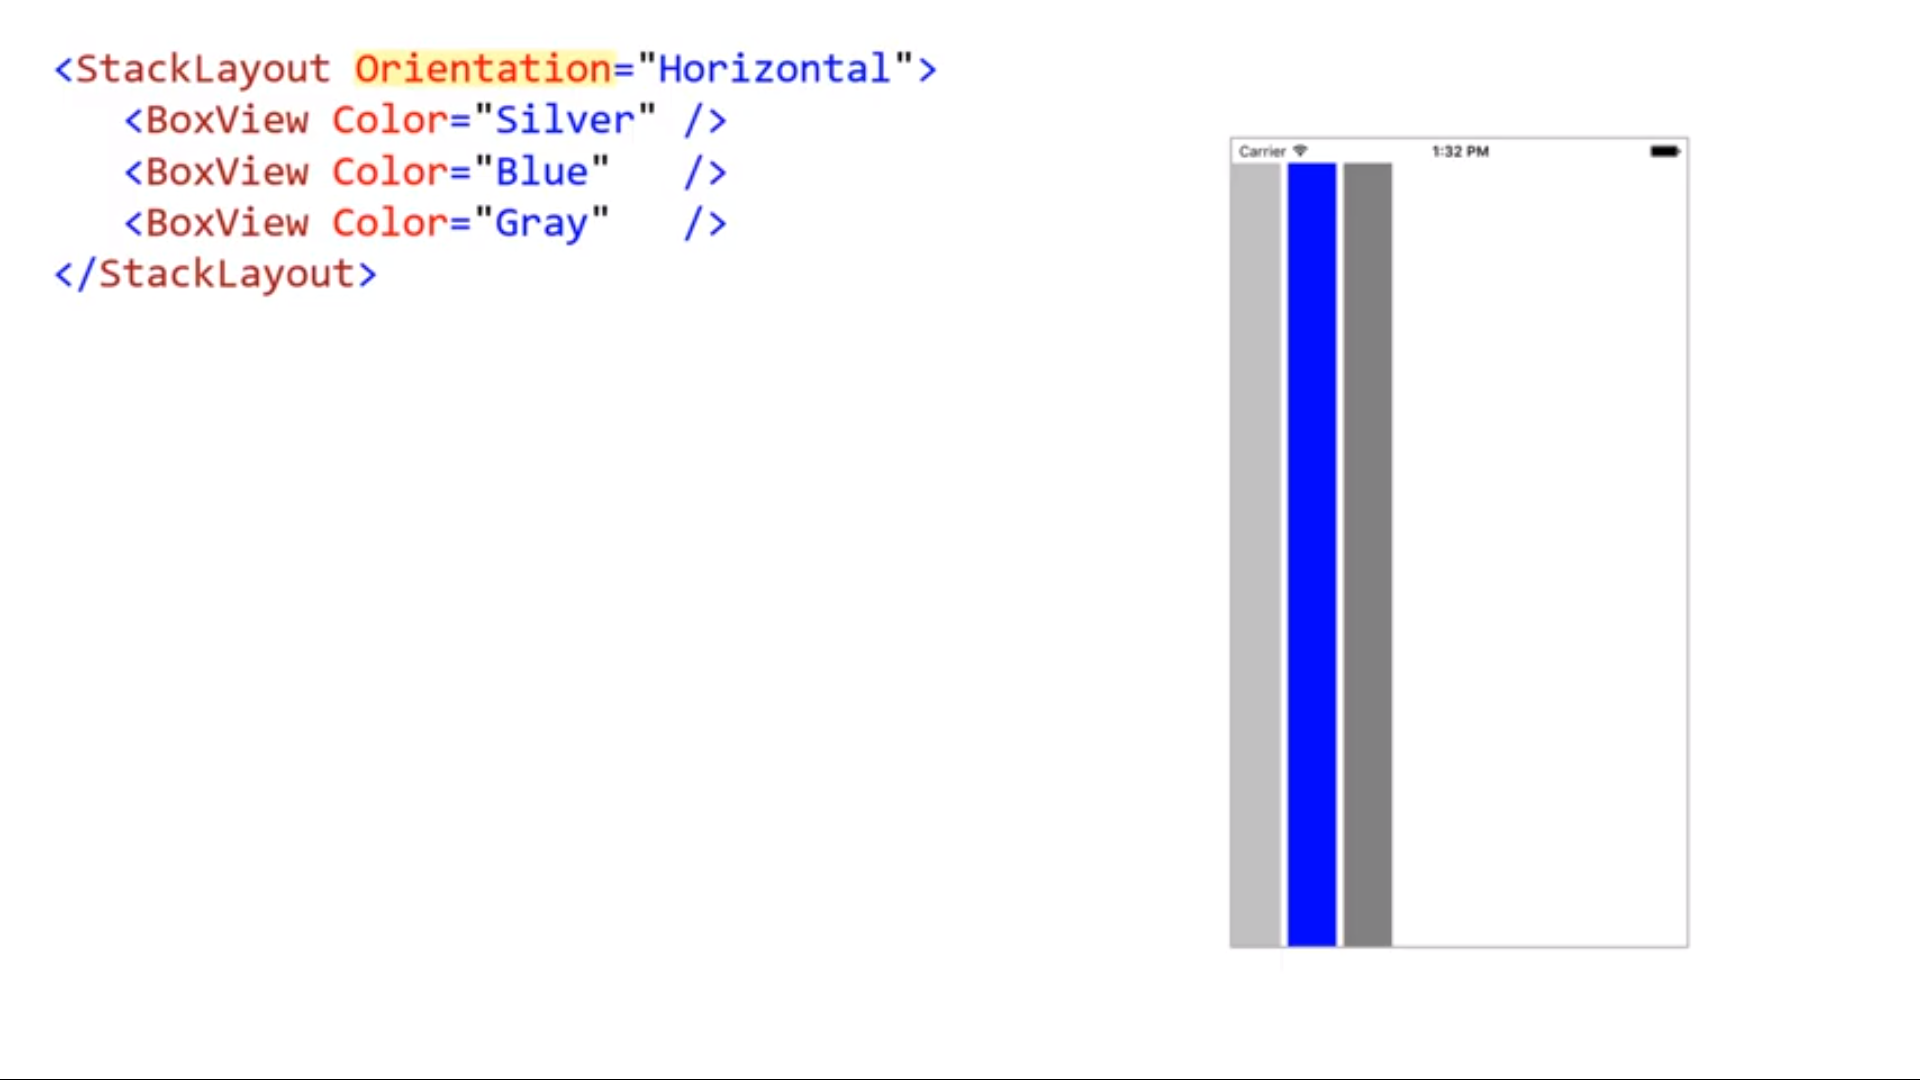 <StackLayout Orientation="Horizontal">
   <BoxView Color="Silver" />
   <BoxView Color="Blue"   />
   <BoxView Color="Gray"   />
</StackLayout>
Carrier 1:32 PM